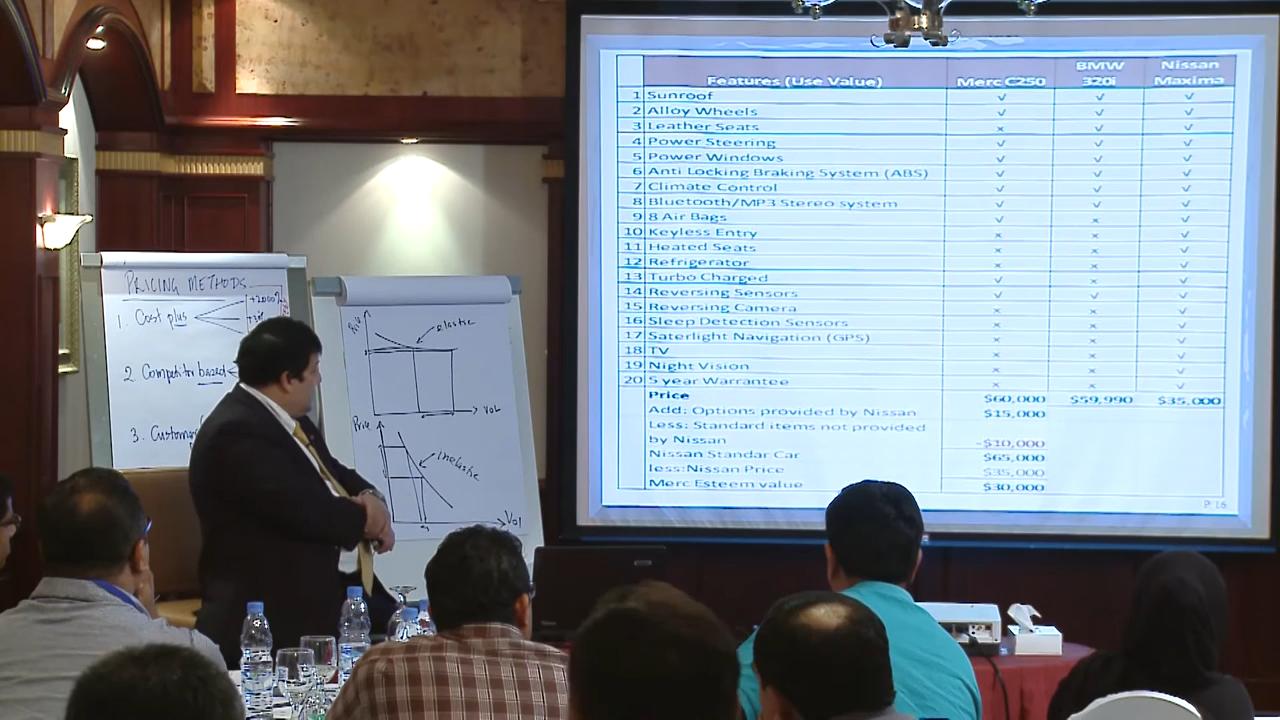 PRICING METHODS
1. Cost plus
+200%
2 Competitor based
3. Customer
elastic
VOL
Price
inelastic
Vol
Features (Use Value) Merc C250 BMW 320i Nissan Maxima
1 Sunroof √ √ √
2 Alloy Wheels √ √ √
3 Leather Seats × √ √
4 Power Steering √ √ √
5 Power Windows √ √ √
6 Anti Locking Braking System (ABS) √ √ √
7 Climate Control √ √ √
8 Bluetooth/MP3 Stereo system √ √ √
9 8 Air Bags √ × √
10 Keyless Entry × × √
11 Heated Seats × × √
12 Refrigerator × × √
13 Turbo Charged √ × √
14 Reversing Sensors √ √ √
15 Reversing Camera × × √
16 Sleep Detection Sensors × × √
17 Saterlight Navigation (GPS) × × √
18 TV × × √
19 Night Vision × × √
20 5 year Warrantee × × √
Price $60,000 $59,990 $35,000
Add: Options provided by Nissan $15,000
Less: Standard items not provided
by Nissan -$10,000
Nissan Standar Car $65,000
less:Nissan Price $35,000
Merc Esteem value $30,000
P 16